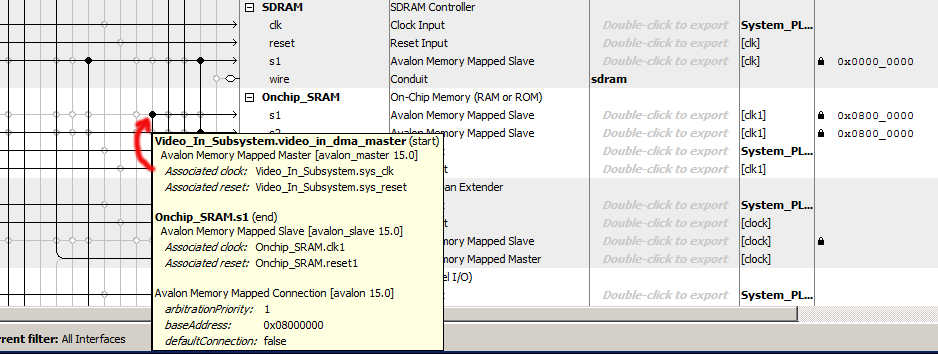 SDRAM SDRAM Controller
clk Clock Input Double-click to export System_PL...
reset Reset Input Double-click to export [clk]
s1 Avalon Memory Mapped Slave Double-click to export [clk] 0x0000_0000
wire Conduit sdram
Onchip_SRAM On-Chip Memory (RAM or ROM)
s1 Avalon Memory Mapped Slave Double-click to export [clk1] 0x0800_0000
Avalon Memory Mapped Slave Double-click to export [clk1] 0x0800_0000
Video_In_Subsystem.video_in_dma_master (start)
Avalon Memory Mapped Master [avalon_master 15.0]
Double-click to export System_PL...
Associated clock: Video_In_Subsystem.sys_clk
Double-click to export [clk1]
Associated reset: Video_In_Subsystem.sys_reset
an Extender
Double-click to export System_PL...
Onchip_SRAM.s1 (end)
Double-click to export [clock]
Avalon Memory Mapped Slave [avalon_slave 15.0]
mory Mapped Slave Double-click to export [clock]
Associated clock: Onchip_SRAM.clk1
mory Mapped Master Double-click to export [clock]
Associated reset: Onchip_SRAM.reset1
el I/O)
Avalon Memory Mapped Connection [avalon 15.0]
Double-click to export System_PL...
arbitrationPriority: 1
baseAddress: 0x08000000
defaultConnection: false
rrent filter: All Interfaces